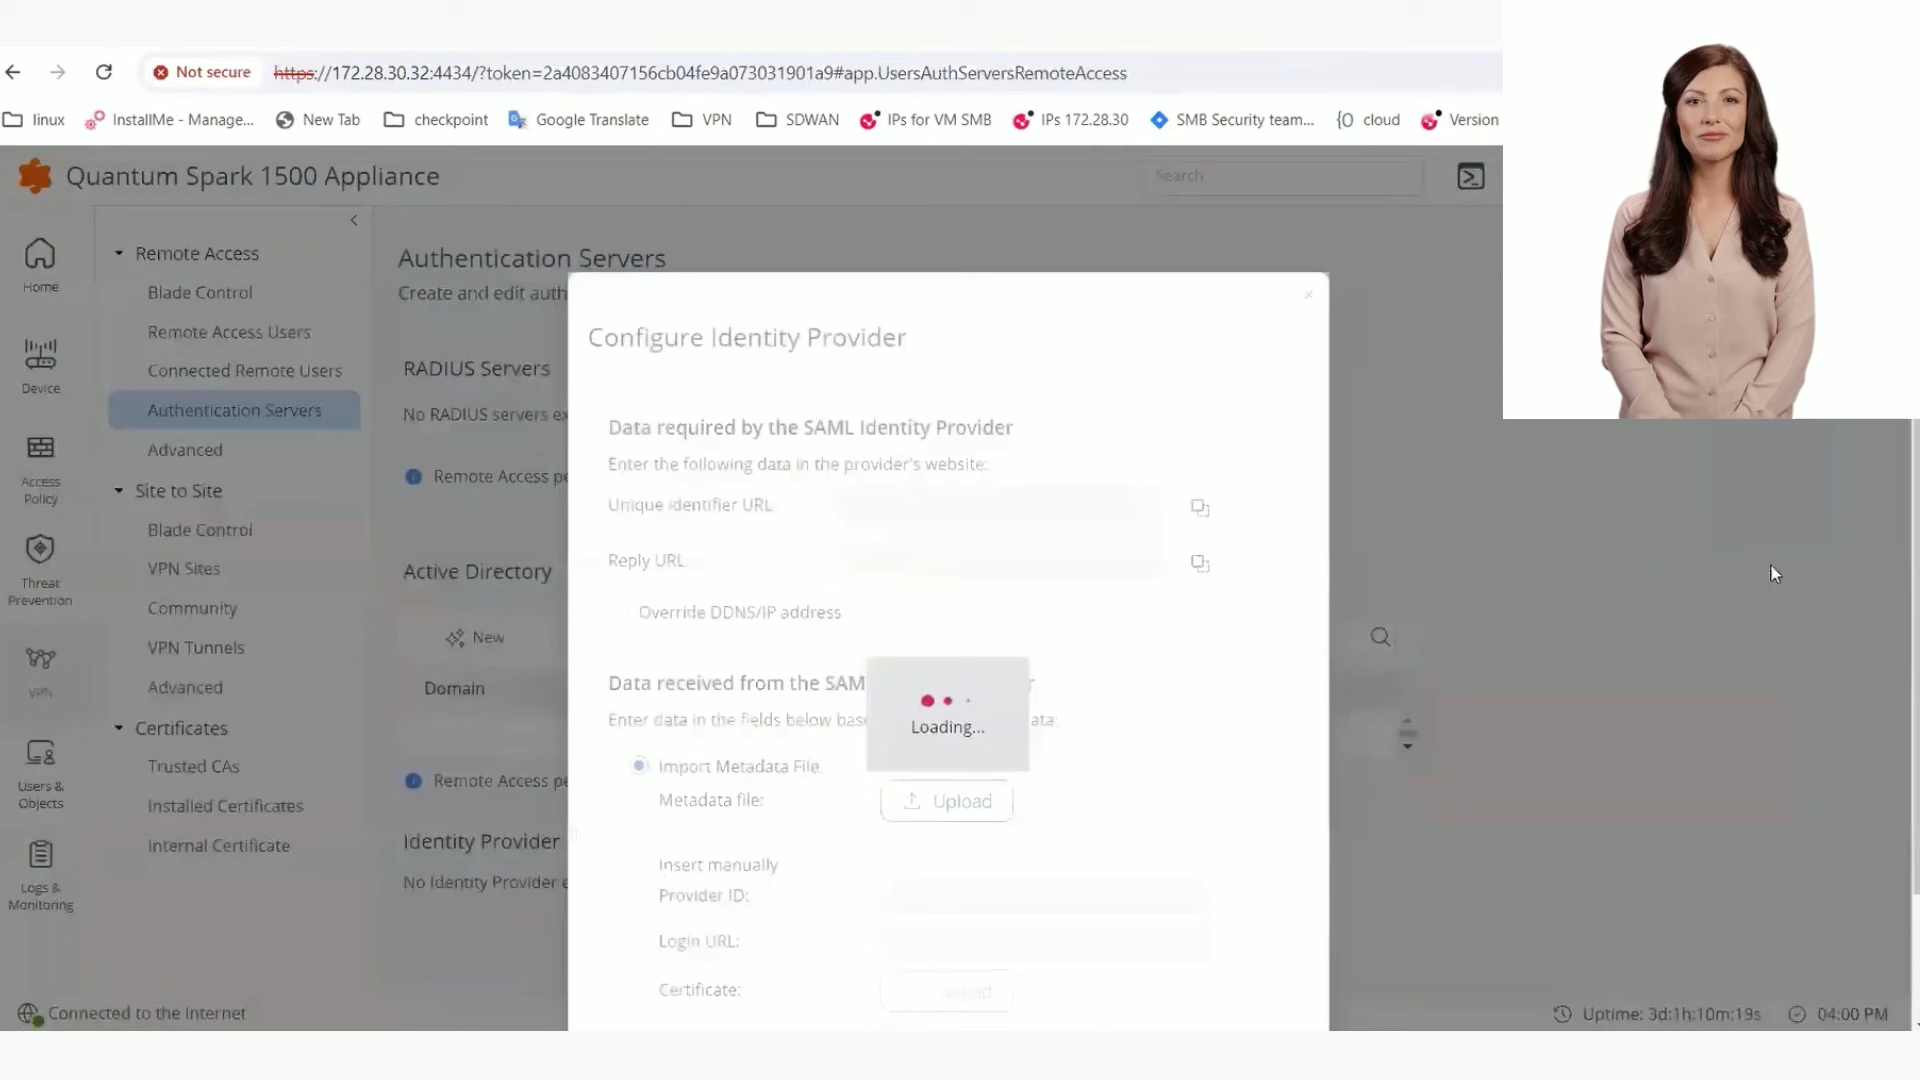 Not secure https://172.28.30.32:4434/?token=2a4083407156cb04fe9a073031901a9#app.UsersAuthServersRemoteAccess
linux InstallMe - Manage... New Tab checkpoint Google Translate VPN SDWAN IPs for VM SMB IPs 172.28.30 SMB Security team... cloud Version
Quantum Spark 1500 Appliance
Search
Home
Device
Access
Policy
Threat
Prevention
VPN
Users &
Objects
Logs &
Monitoring
Remote Access
Blade Control
Remote Access Users
Connected Remote Users
Authentication Servers
Advanced
Site to Site
Blade Control
VPN Sites
Community
VPN Tunnels
Advanced
Certificates
Trusted CAs
Installed Certificates
Internal Certificate
Authentication Servers
Create and edit auth
RADIUS Servers
No RADIUS servers ex
Remote Access pe
Active Directory
New
Domain
Remote Access pe
Identity Provider
No Identity Provider e
Configure Identity Provider
Data required by the SAML Identity Provider
Enter the following data in the provider's website:
Unique identifier URL
Reply URL:
Override DDNS/IP address
Data received from the SAM
Enter data in the fields below bas ata:
Loading...
Import Metadata File
Metadata file: Upload
Insert manually
Provider ID:
Login URL:
Certificate:
Connected to the Internet
Uptime: 3d:1h:10m:19s 04:00 PM